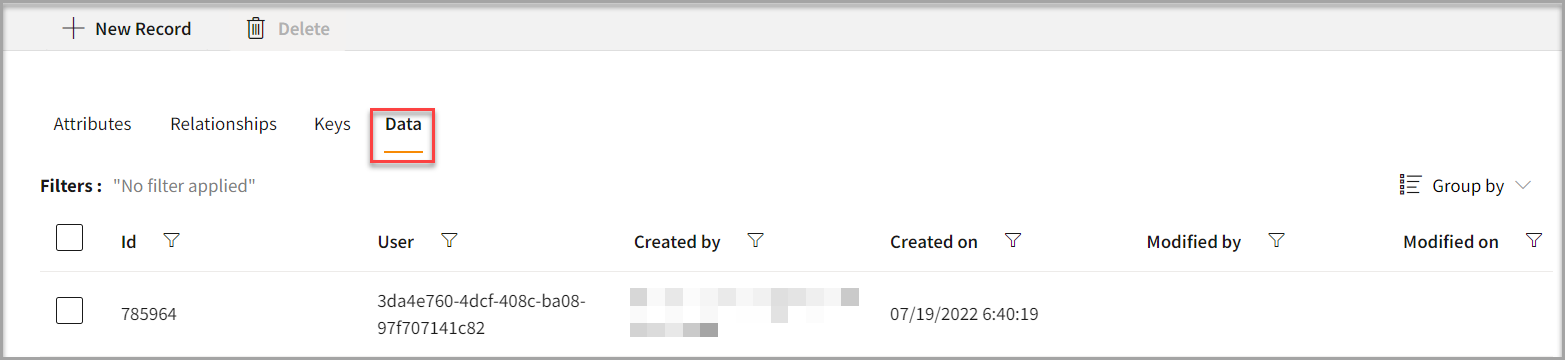 New Record Delete
Attributes Relationships Keys Data
Filters : "No filter applied" Group by
Id User Created by Created on Modified by Modified on
785964 3da4e760-4dcf-408c-ba08-97f707141c82 07/19/2022 6:40:19